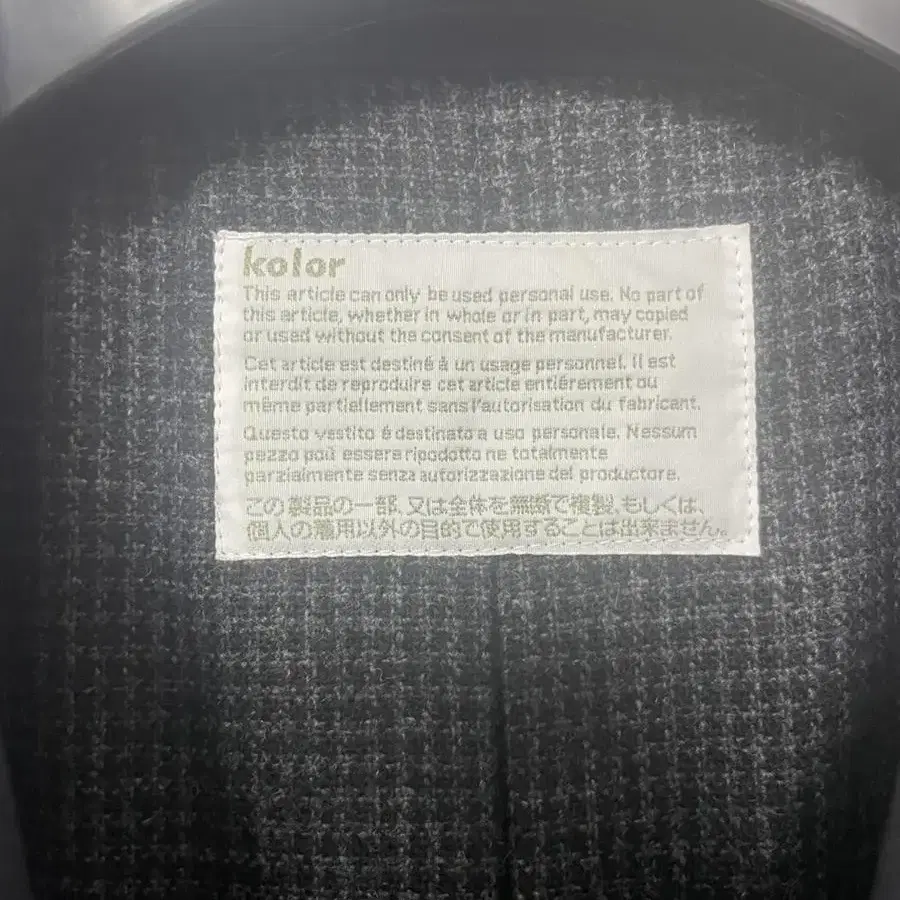 kolor
This article can only be used personal use. No part of
this article, whether in whole or in part, may copied
or used without the consent of the manufacturer.
Cet article est destiné à un usage personnel. Il est
interdit de reproduire cet article entiêrement ou
même partiellement sans l'autorisation du fabricant.
Questo vestito é destinato a uso personale. Nessum
pezzo poù essere ripodotto ne totalmente
parzialmente senza autorizzazione del productore.
この製品の一部、又は全体を無断で複製、もしくは、
個人の着用以外の目的で使用することは出来ません。